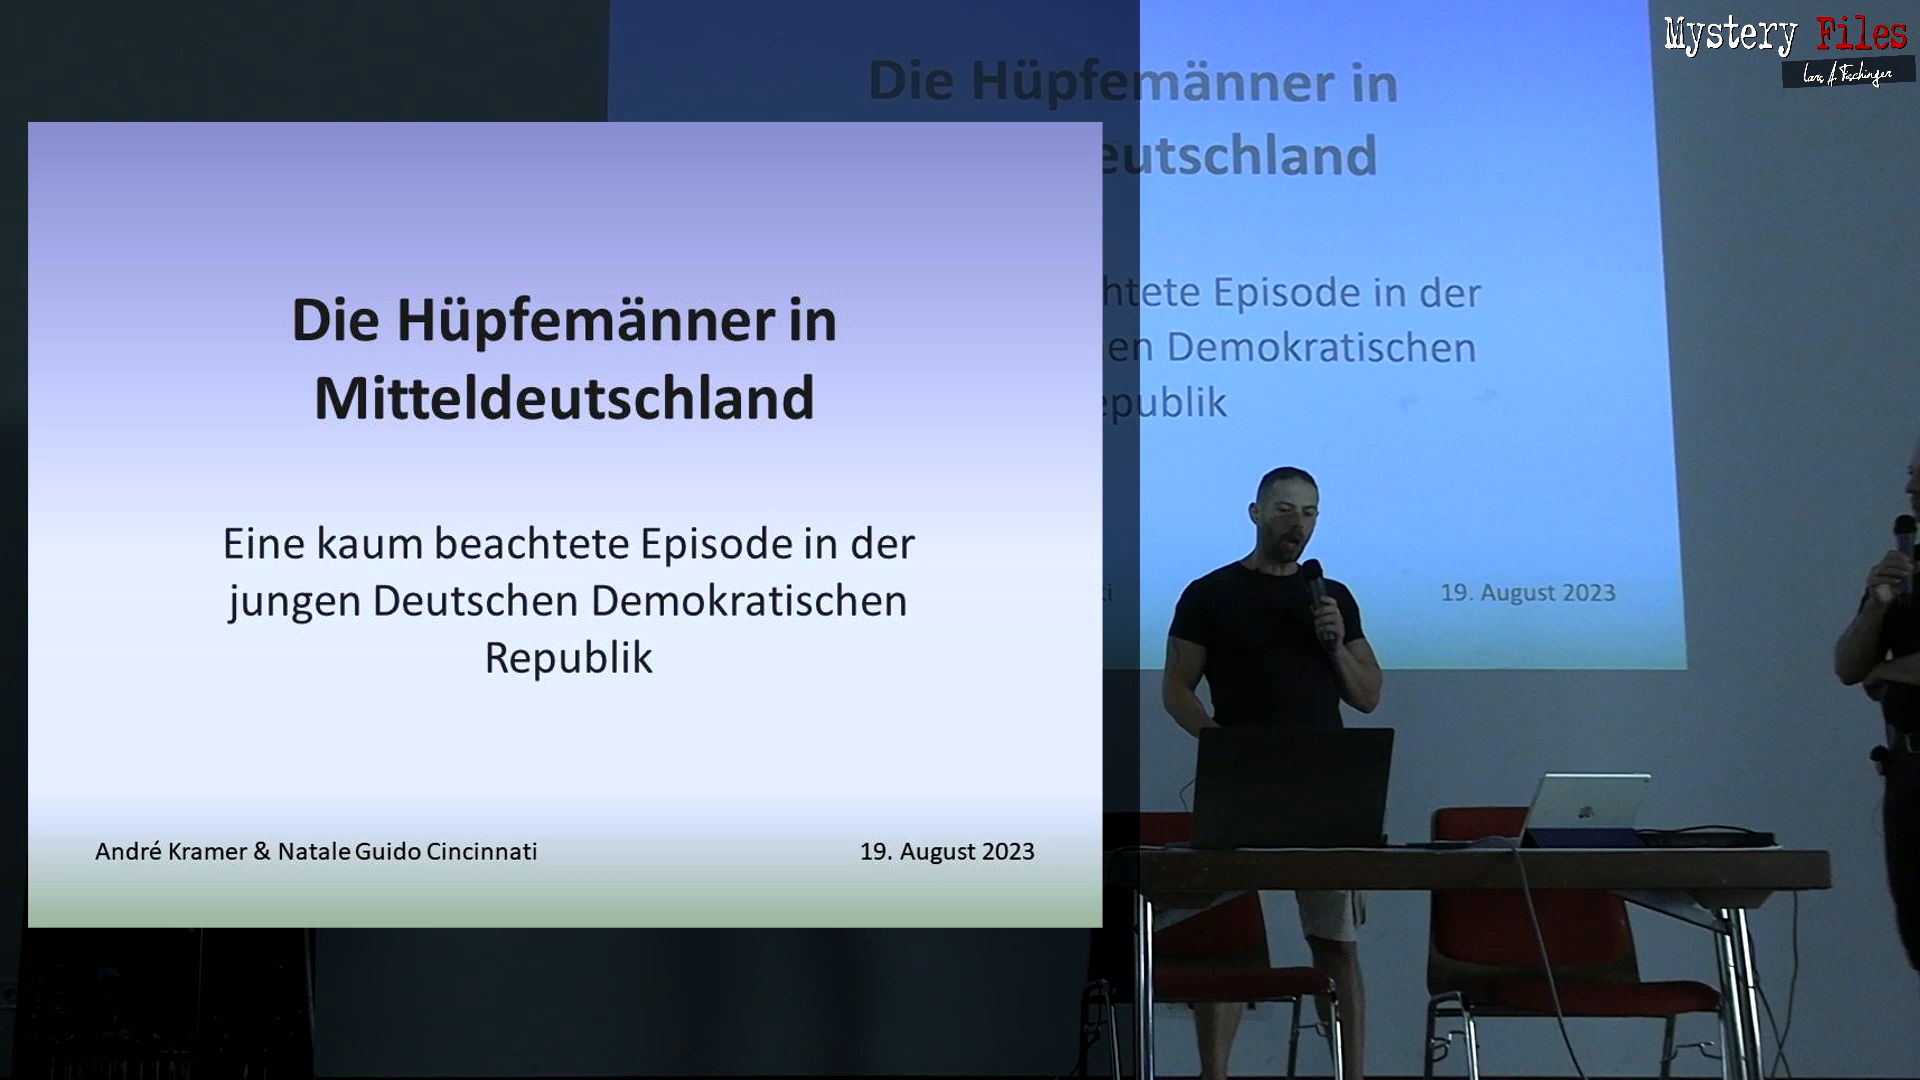 Mystery Files
Lars A. Fischinger
Die Hüpfemänner in
eutschland
htete Episode in der
en Demokratischen
epublik
ti
19. August 2023
Die Hüpfemänner in
Mitteldeutschland
Eine kaum beachtete Episode in der
jungen Deutschen Demokratischen
Republik
André Kramer & Natale Guido Cincinnati
19. August 2023